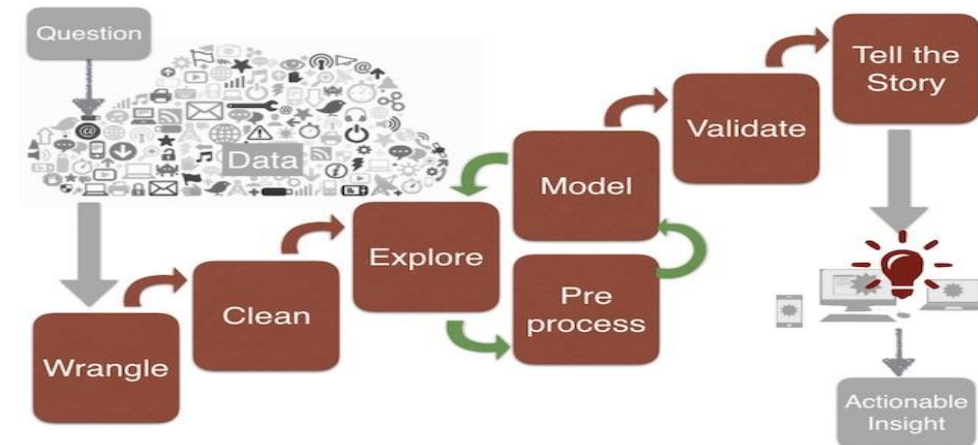 Question
Data
Wrangle
Clean
Explore
Pre
process
Model
Validate
Tell the
Story
Actionable
Insight